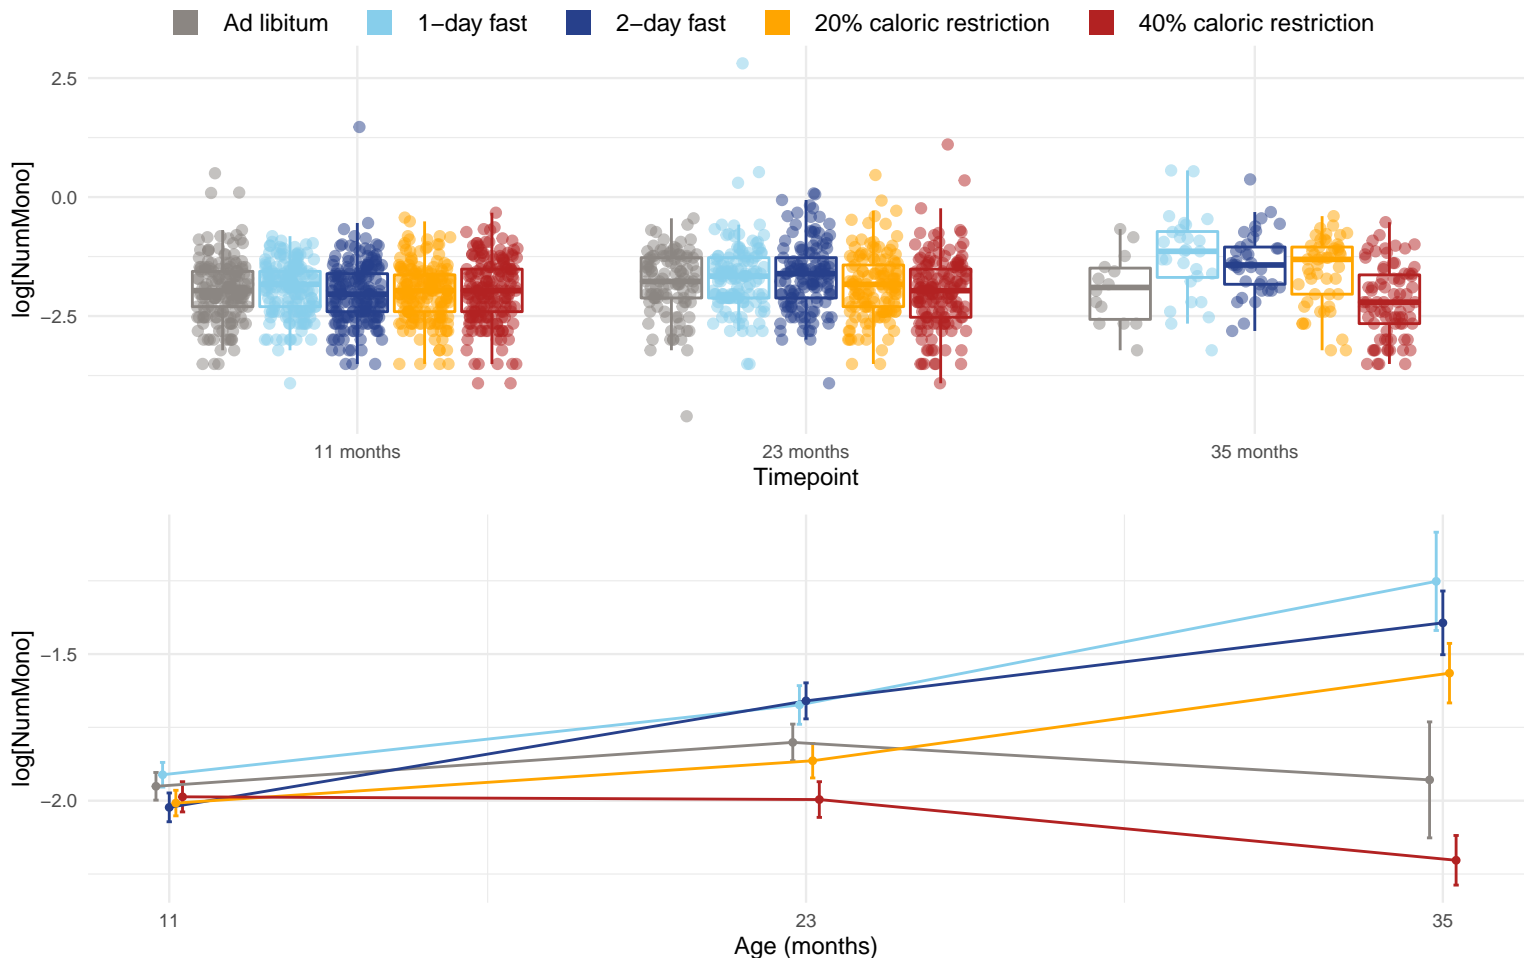 Ad libitum 1−day fast 2−day fast 20% caloric restriction 40% caloric restriction
log[NumMono]
2.5
0.0
−2.5
11 months 23 months 35 months
Timepoint
log[NumMono]
−1.5
−2.0
11 23 35
Age (months)